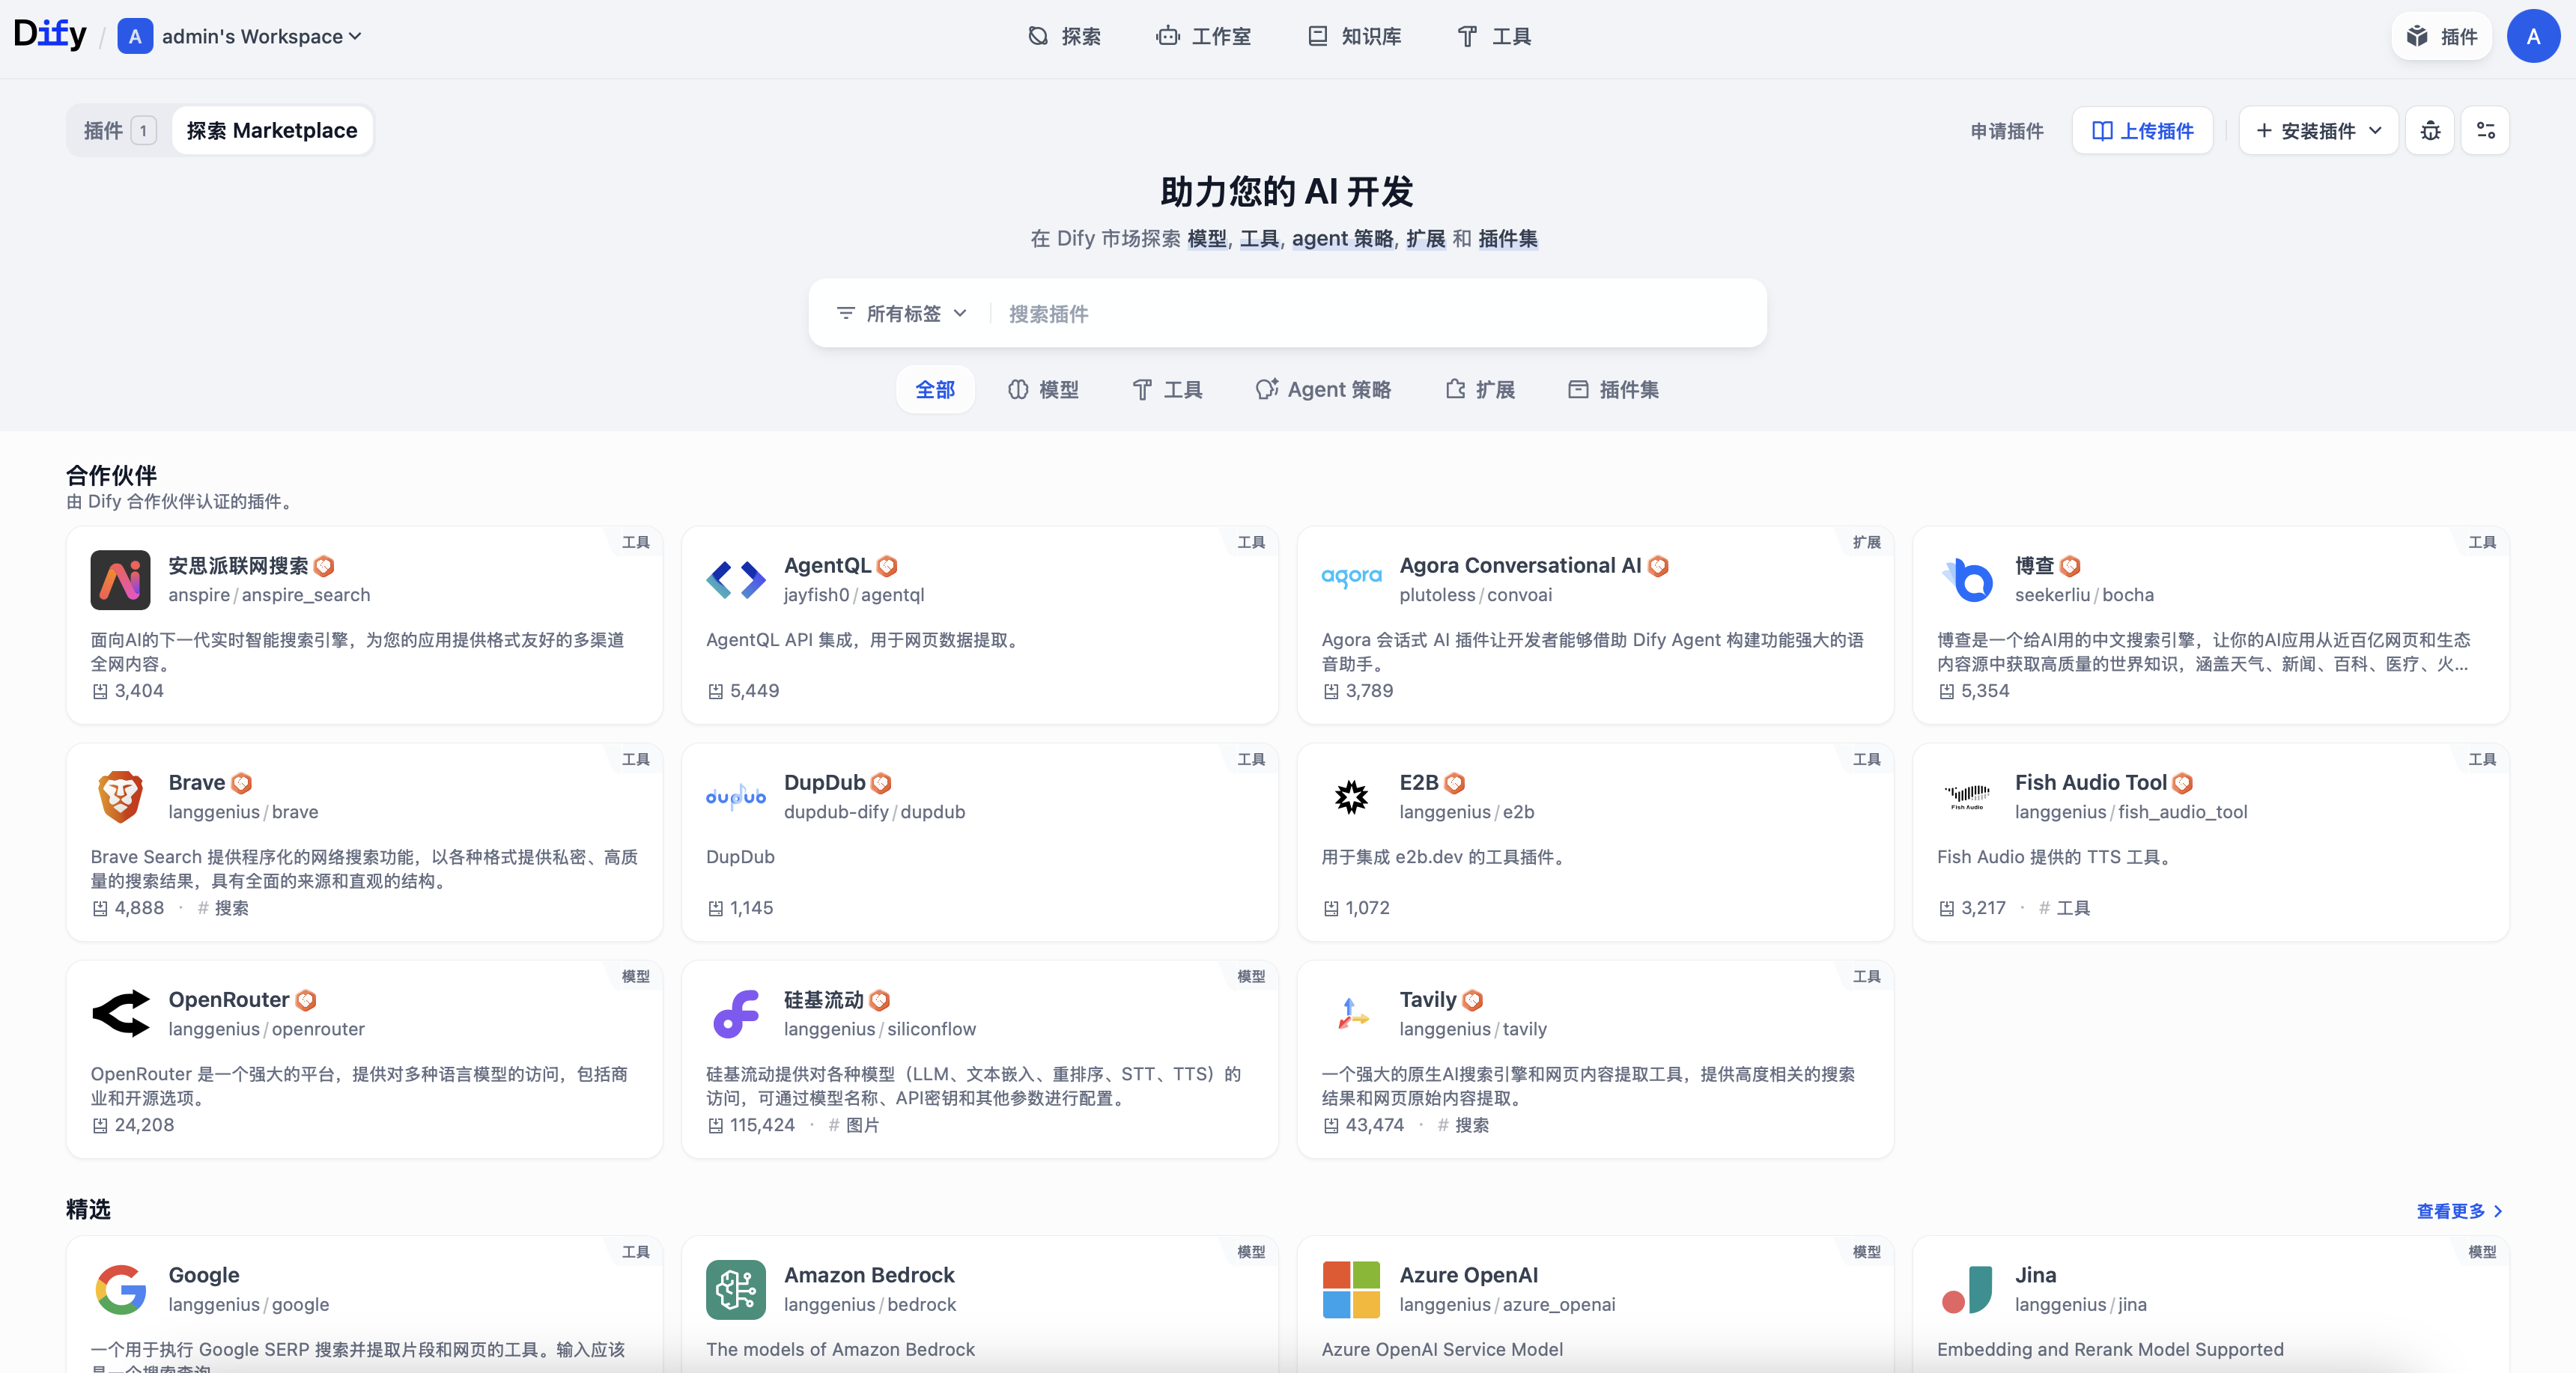 Dify / A admin's Workspace
探索 工作室 知识库 工具
插件 A
插件 1 探索 Marketplace
申请插件 上传插件 安装插件
助力您的 AI 开发
在 Dify 市场探索 模型, 工具, agent 策略, 扩展 和 插件集
所有标签 搜索插件
全部 模型 工具 Agent 策略 扩展 插件集
合作伙伴
由 Dify 合作伙伴认证的插件。
工具
安思派联网搜索
anspire / anspire_search
面向AI的下一代实时智能搜索引擎，为您的应用提供格式友好的多渠道
全网内容。
3,404
工具
AgentQL
jayfish0 / agentql
AgentQL API 集成，用于网页数据提取。
5,449
扩展
agora
Agora Conversational AI
plutoless / convoai
Agora 会话式 AI 插件让开发者能够借助 Dify Agent 构建功能强大的语
音助手。
3,789
工具
博查
seekerliu / bocha
博查是一个给AI用的中文搜索引擎，让你的AI应用从近百亿网页和生态
内容源中获取高质量的世界知识，涵盖天气、新闻、百科、医疗、火...
5,354
工具
Brave
langgenius / brave
Brave Search 提供程序化的网络搜索功能，以各种格式提供私密、高质
量的搜索结果，具有全面的来源和直观的结构。
4,888 · # 搜索
工具
dupdub
DupDub
dupdub-dify / dupdub
DupDub
1,145
工具
E2B
langgenius / e2b
用于集成 e2b.dev 的工具插件。
1,072
工具
Fish Audio
Fish Audio Tool
langgenius / fish_audio_tool
Fish Audio 提供的 TTS 工具。
3,217 · # 工具
模型
OpenRouter
langgenius / openrouter
OpenRouter 是一个强大的平台，提供对多种语言模型的访问，包括商
业和开源选项。
24,208
模型
硅基流动
langgenius / siliconflow
硅基流动提供对各种模型（LLM、文本嵌入、重排序、STT、TTS）的
访问，可通过模型名称、API密钥和其他参数进行配置。
115,424 · # 图片
工具
Tavily
langgenius / tavily
一个强大的原生AI搜索引擎和网页内容提取工具，提供高度相关的搜索
结果和网页原始内容提取。
43,474 · # 搜索
精选
查看更多
工具
Google
langgenius / google
一个用于执行 Google SERP 搜索并提取片段和网页的工具。输入应该
是一个搜索查询
模型
Amazon Bedrock
langgenius / bedrock
The models of Amazon Bedrock
模型
Azure OpenAI
langgenius / azure_openai
Azure OpenAI Service Model
模型
Jina
langgenius / jina
Embedding and Rerank Model Supported